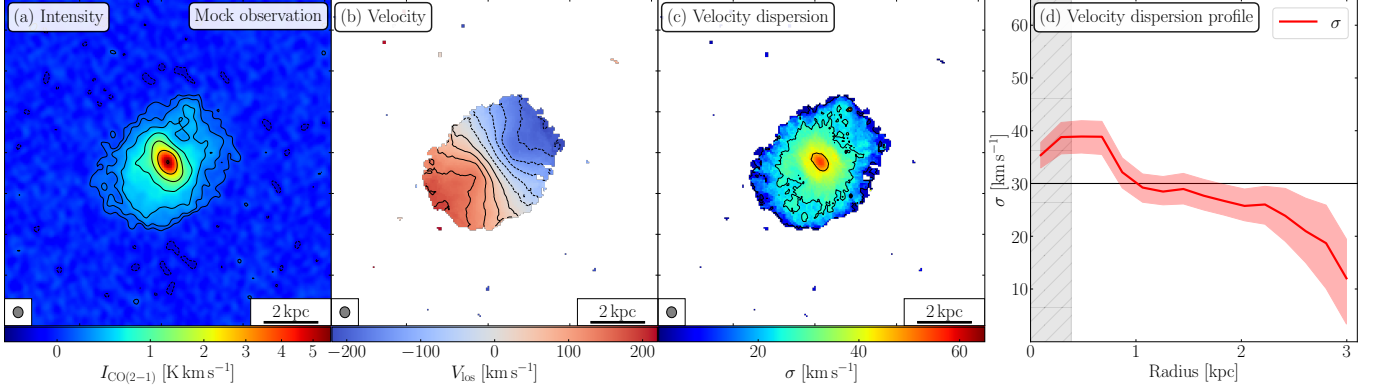 (a) Intensity
Mock observation
2 kpc
0 1 2 3 4 5
I_CO(2−1) [K km s⁻¹]
(b) Velocity
2 kpc
−200 −100 0 100 200
V_los [km s⁻¹]
(c) Velocity dispersion
2 kpc
20 40 60
σ [km s⁻¹]
(d) Velocity dispersion profile
σ
60
50
40
30
20
10
σ [km s⁻¹]
0 1 2 3
Radius [kpc]